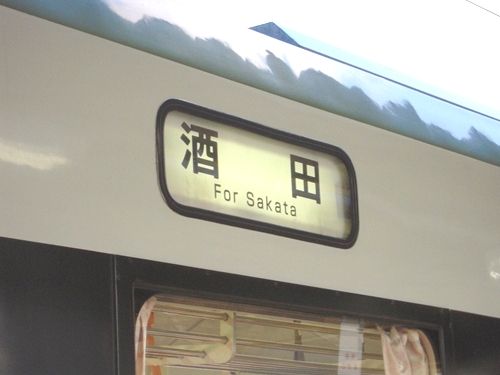 酒田
For Sakata